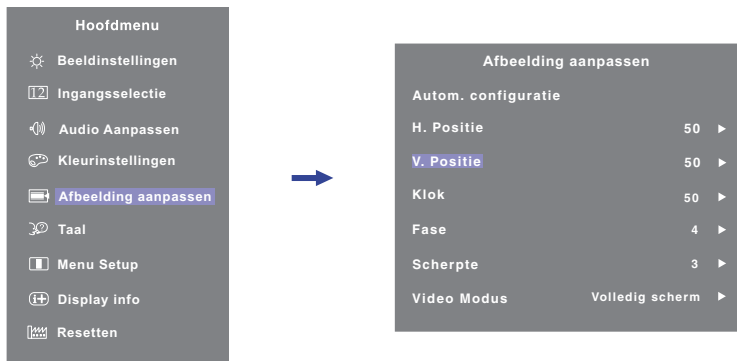 Hoofdmenu
Beeldinstellingen
12 Ingangsselectie
Audio Aanpassen
Kleurinstellingen
Afbeelding aanpassen
Taal
Menu Setup
Display info
Resetten
Afbeelding aanpassen
Autom. configuratie
H. Positie 50
V. Positie 50
Klok 50
Fase 4
Scherpte 3
Video Modus Volledig scherm